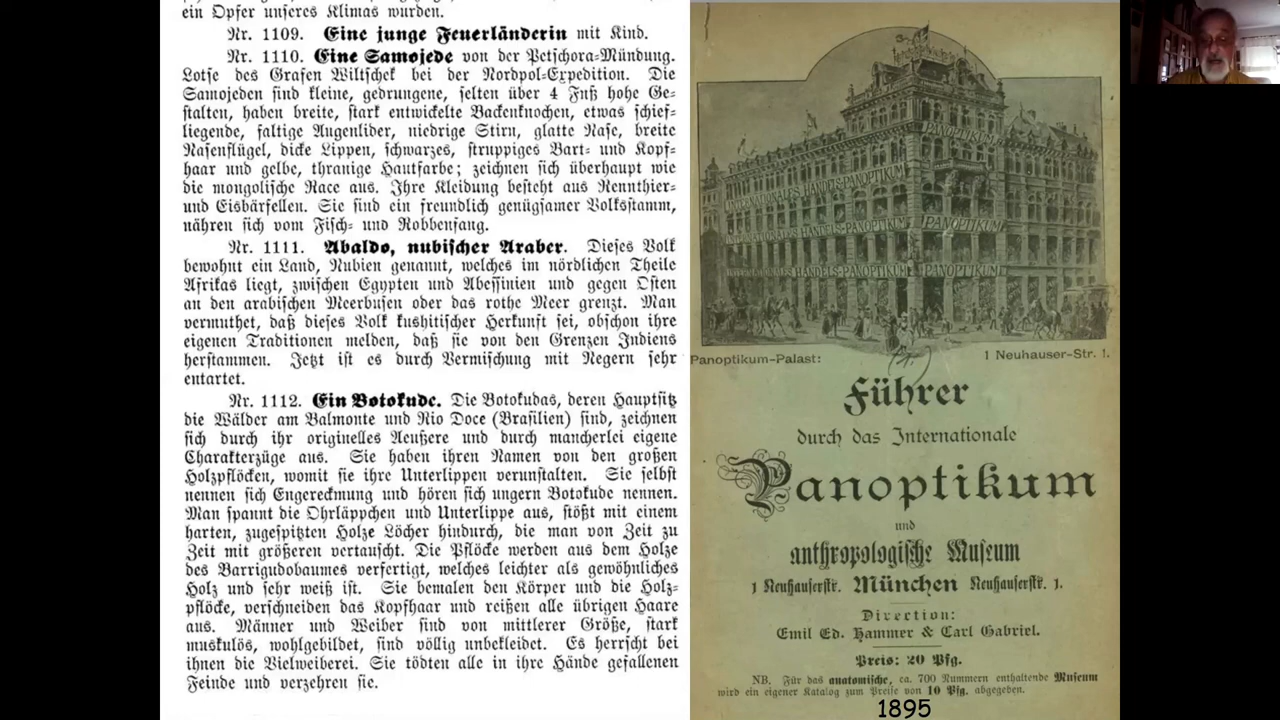 ein Opfer unseres Klimas wurden.
Nr. 1109. Eine junge Feuerländerin mit Kind.
Nr. 1110. Eine Samojede von der Petschora-Mündung.
Lotse des Grafen Wiltschek bei der Nordpol-Expedition. Die
Samojeden sind kleine, gedrungene, selten über 4 Fuß hohe Ge-
stalten, haben breite, stark entwickelte Backenknochen, etwas schief-
liegende, faltige Augenlider, niedrige Stirn, glatte Nase, breite
Nasenflügel, dicke Lippen, schwarzes, struppiges Bart- und Kopf-
haar und gelbe, thranige Hautfarbe; zeichnen sich überhaupt wie
die mongolische Race aus. Ihre Kleidung besteht aus Rennthier-
und Eisbärfellen. Sie sind ein freundlich genügsamer Volksstamm,
nähren sich vom Fisch- und Robbenfang.
Nr. 1111. Abaldo, nubischer Araber. Dieses Volk
bewohnt ein Land, Nubien genannt, welches im nördlichen Theile
Afrikas liegt, zwischen Egypten und Abessinien und gegen Osten
an den arabischen Meerbusen oder das rothe Meer grenzt. Man
vermuthet, daß dieses Volk kushitischer Herkunft sei, obschon ihre
eigenen Traditionen melden, daß sie von den Grenzen Indiens
herstammen. Jetzt ist es durch Vermischung mit Negern sehr
entartet.
Nr. 1112. Ein Botokude. Die Botokudas, deren Hauptsitz
die Wälder am Balmonte und Rio Doce (Brasilien) sind, zeichnen
sich durch ihr originelles Aeußere und durch mancherlei eigene
Charakterzüge aus. Sie haben ihren Namen von den großen
Holzpflöcken, womit sie ihre Unterlippen verunstalten. Sie selbst
nennen sich Engereckmung und hören sich ungern Botokude nennen.
Man spannt die Ohrläppchen und Unterlippe aus, stößt mit einem
harten, zugespitzten Holze Löcher hindurch, die man von Zeit zu
Zeit mit größeren vertauscht. Die Pflöcke werden aus dem Holze
des Barrigudobaumes verfertigt, welches leichter als gewöhnliches
Holz und sehr weiß ist. Sie bemalen den Körper und die Holz-
pflöcke, verschneiden das Kopfhaar und reißen alle übrigen Haare
aus. Männer und Weiber sind von mittlerer Größe, stark
muskulös, wohlgebildet, sind völlig unbekleidet. Es herrscht bei
ihnen die Vielweiberei. Sie tödten alle in ihre Hände gefallenen
Feinde und verzehren sie.
PANOPTIKUM
INTERNATIONALES HANDELS-PANOPTIKUM
INTERNATIONALES HANDELS-PANOPTIKUM PANOPTIKUM
INTERNATIONALES HANDELS-PANOPTIKUM PANOPTIKUM
Panoptikum-Palast: 1 Neuhauser-Str. 1.
Führer
durch das Internationale
Panoptikum
und
anthropologische Museum
1 Neuhauserstr. München Neuhauserstr. 1.
Direction:
Emil Ed. Hammer & Carl Gabriel.
Preis: 20 Pfg.
NB. Für das anatomische, ca. 700 Nummern enthaltende Museum
wird ein eigener Katalog zum Preise von 10 Pfg. abgegeben.
1895